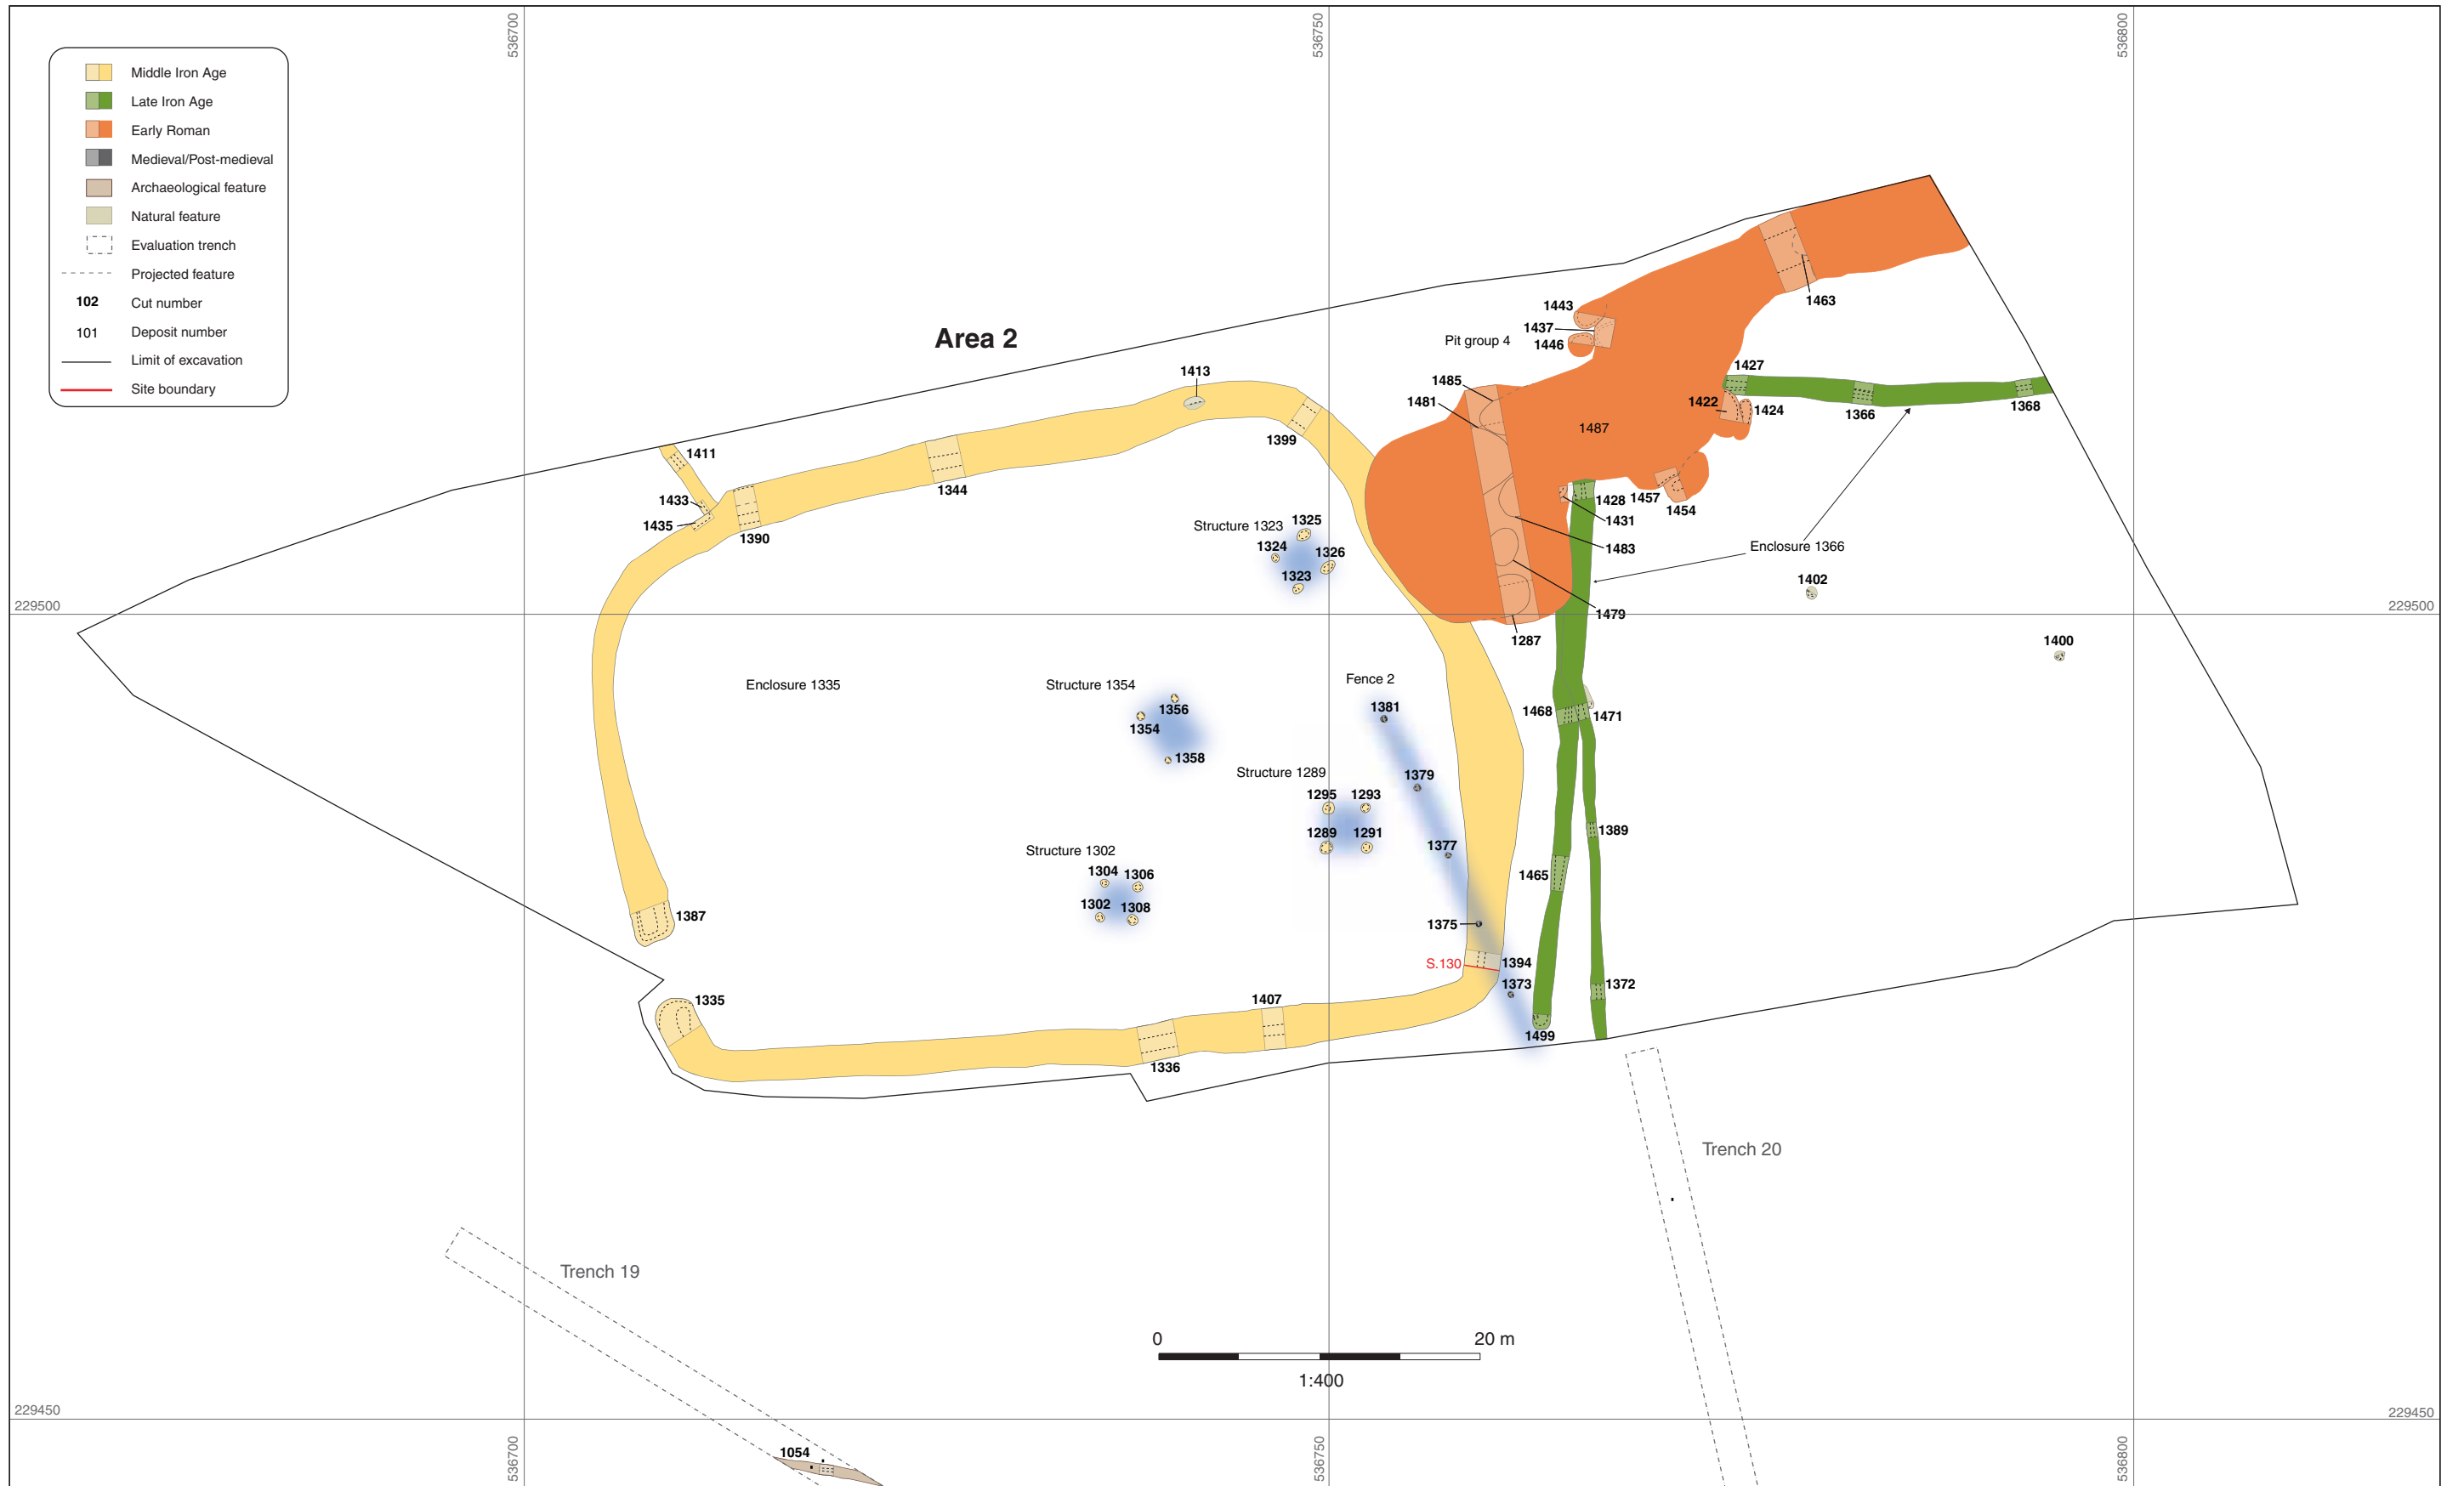 536700
536750
536800
Middle Iron Age
Late Iron Age
Early Roman
Medieval/Post-medieval
Archaeological feature
Natural feature
Evaluation trench
Projected feature
102 Cut number
101 Deposit number
Limit of excavation
Site boundary
Area 2
1463
1443
1437
1446
Pit group 4
1427
1413
1485
1481
1422
1424
1366
1368
1487
1399
1411
1344
1433
1435
1390
1428
1457
1454
1431
Structure 1323
1325
1324
1326
1323
1483
Enclosure 1366
1402
229500
229500
1479
1287
1400
Enclosure 1335
Structure 1354
1356
1354
1358
Fence 2
1381
1468
1471
Structure 1289
1379
1295
1293
1289
1291
1377
1389
Structure 1302
1304
1306
1302
1308
1465
1387
1375
S.130
1394
1373
1372
1335
1407
1499
1336
Trench 20
Trench 19
0
20 m
1:400
229450
229450
1054
536700
536750
536800